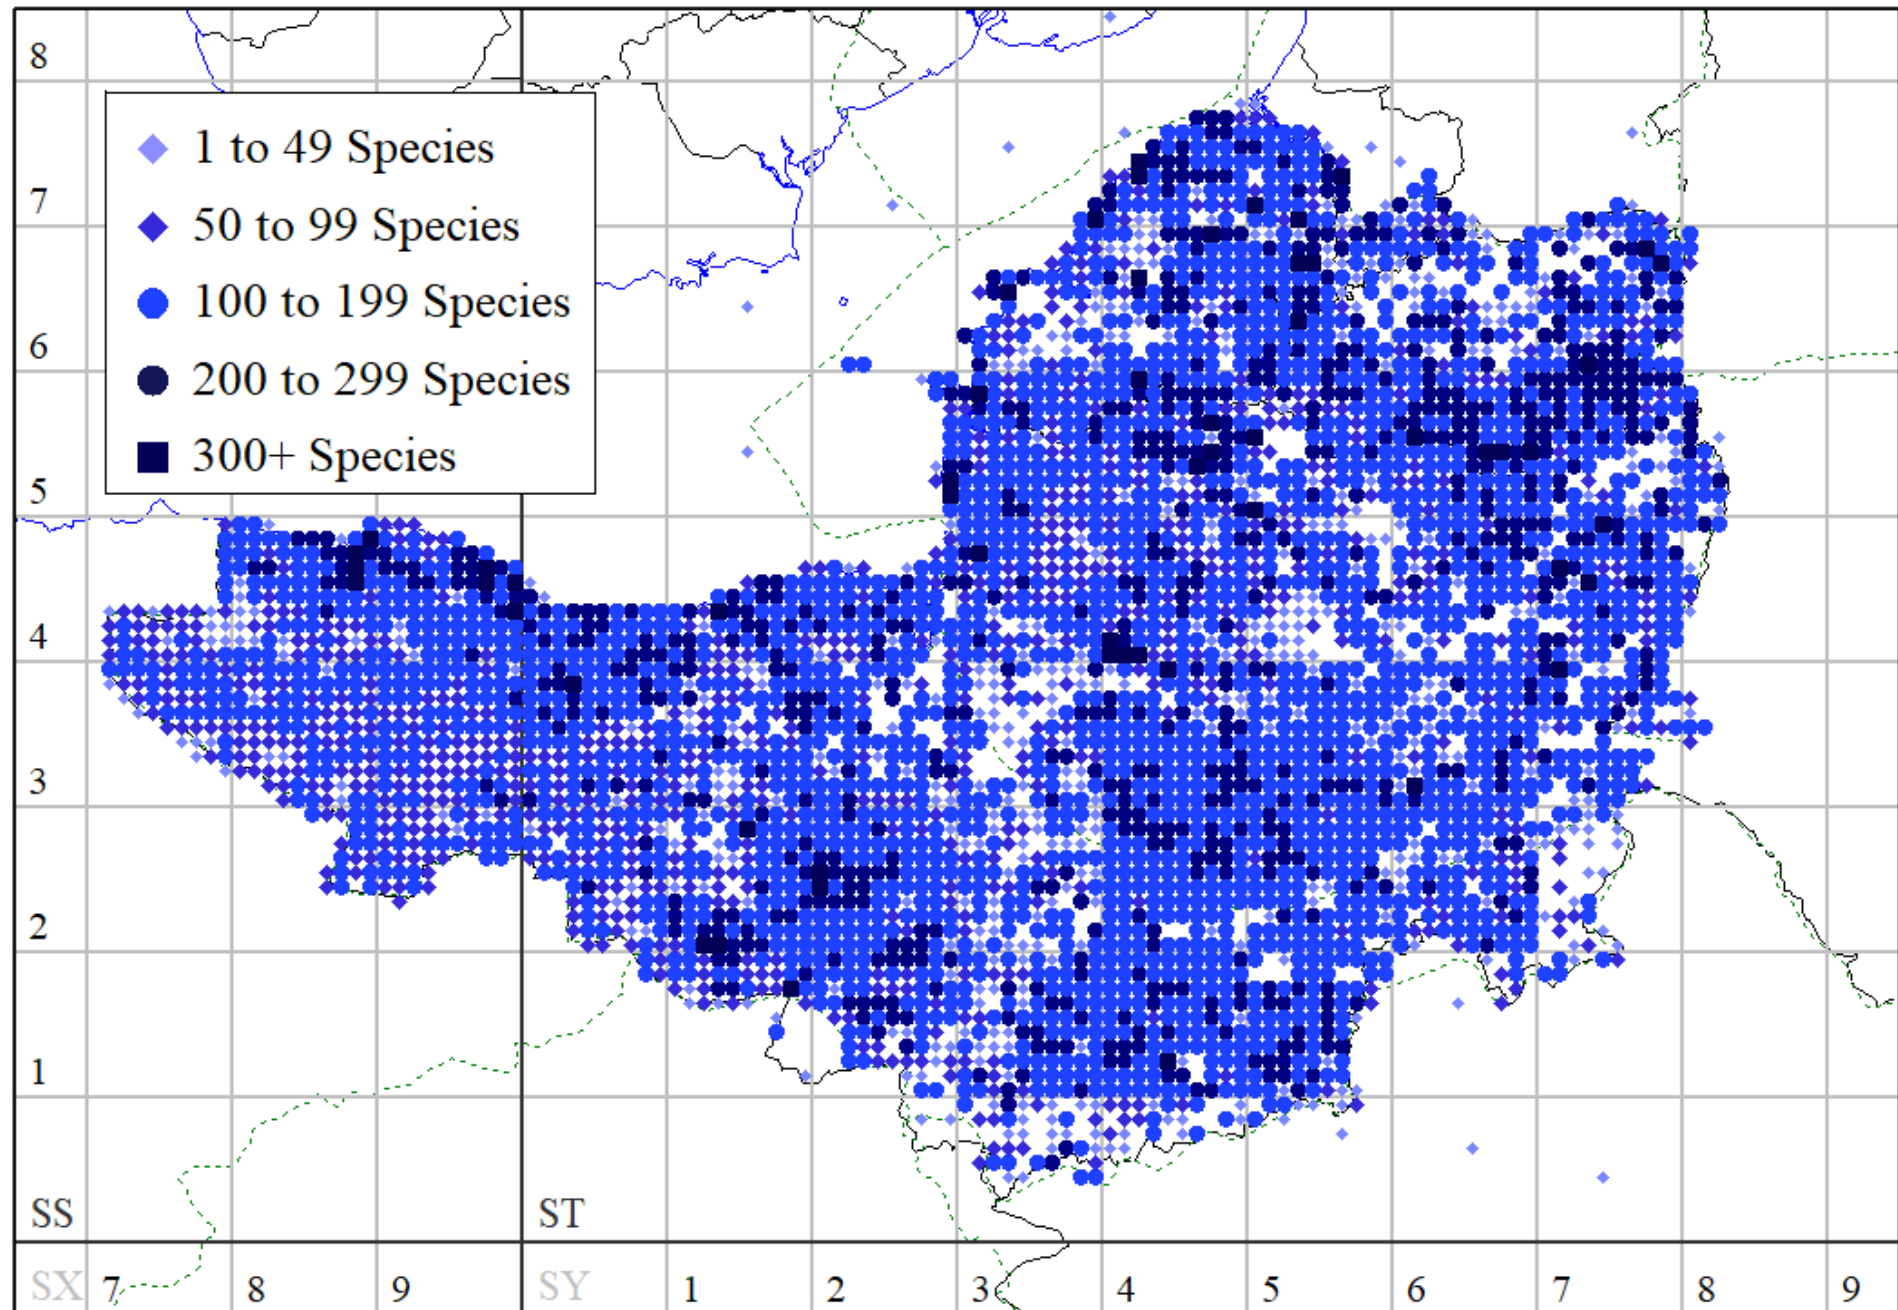 8
1 to 49 Species
50 to 99 Species
7
100 to 199 Species
6
200 to 299 Species
300+ Species
5
4
3
2
1
SS ST
SX 7 8 9 SY 1 2 3 4 5 6 7 8 9